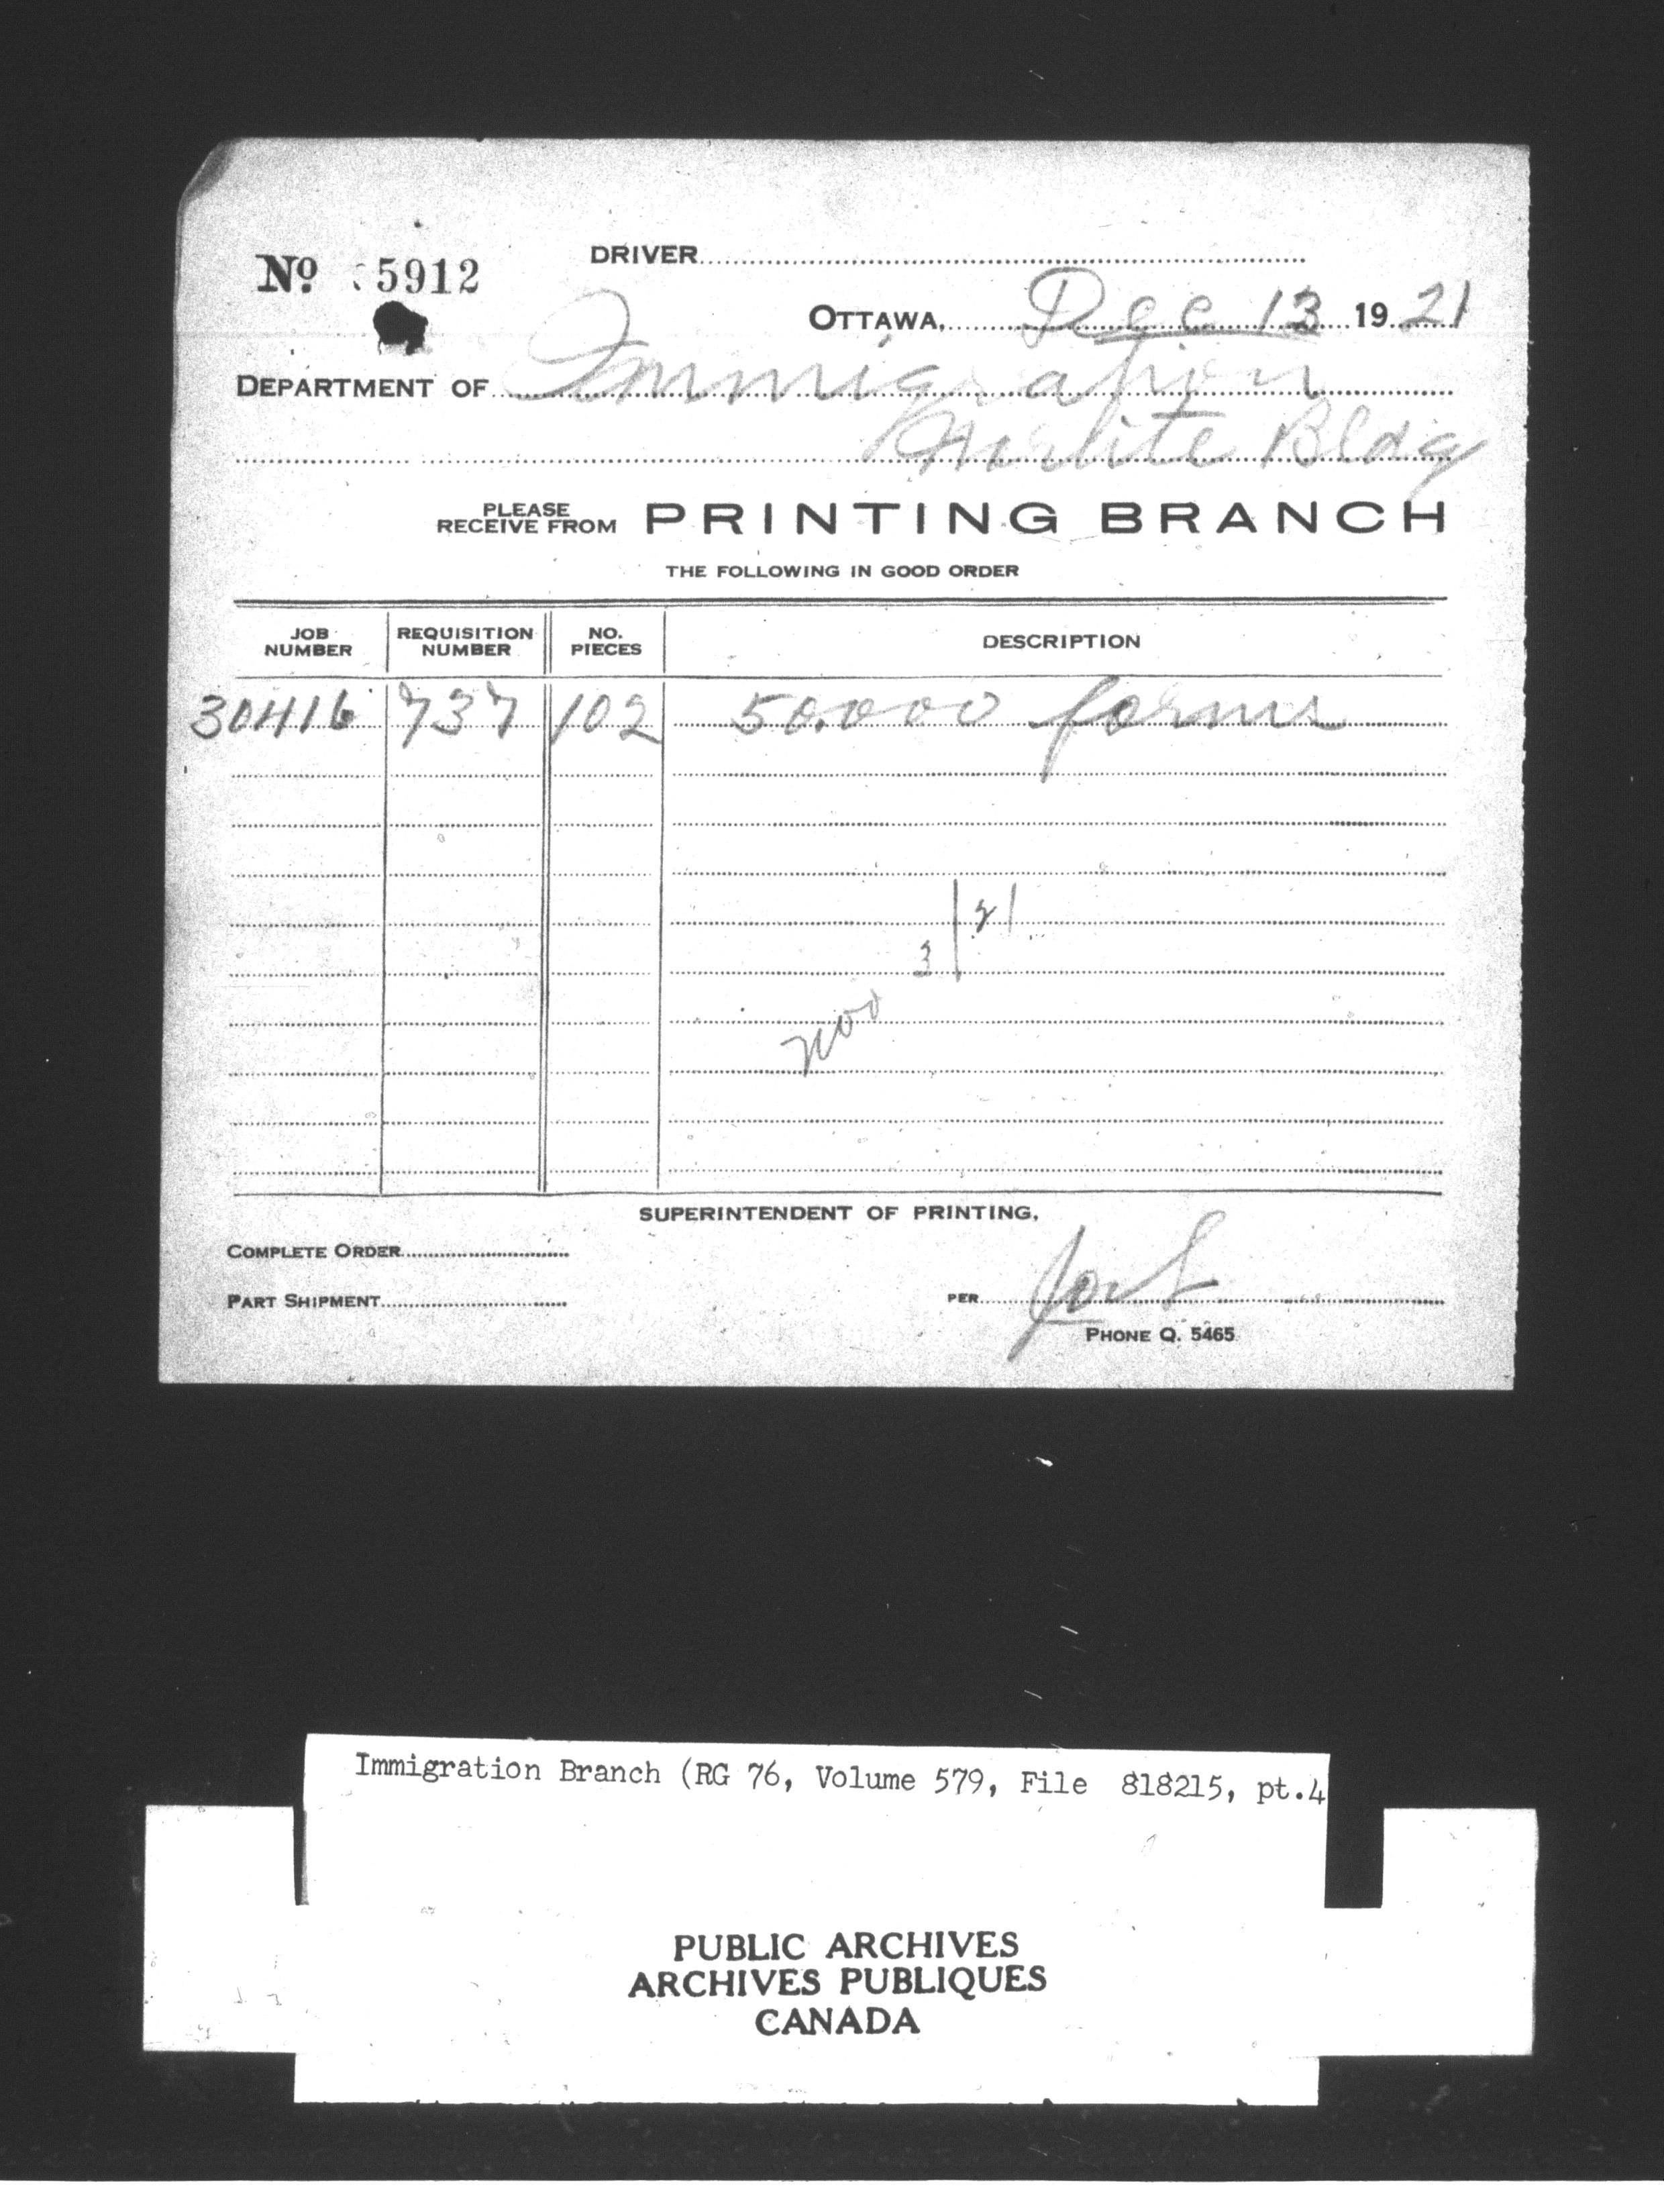 DRIVER
Nº 5912
OTTAWA, Dec 13 1921
DEPARTMENT OF Immigration
Bldg
PLEASE RECEIVE FROM PRINTING BRANCH
THE FOLLOWING IN GOOD ORDER
JOB NUMBER REQUISITION NUMBER NO. PIECES DESCRIPTION
30416 737 102 50.000 forms
21
3
Nov
SUPERINTENDENT OF PRINTING,
COMPLETE ORDER
PART SHIPMENT
PER
PHONE Q. 5465
Immigration Branch (RG 76, Volume 579, File 818215, pt.4
PUBLIC ARCHIVES
ARCHIVES PUBLIQUES
CANADA